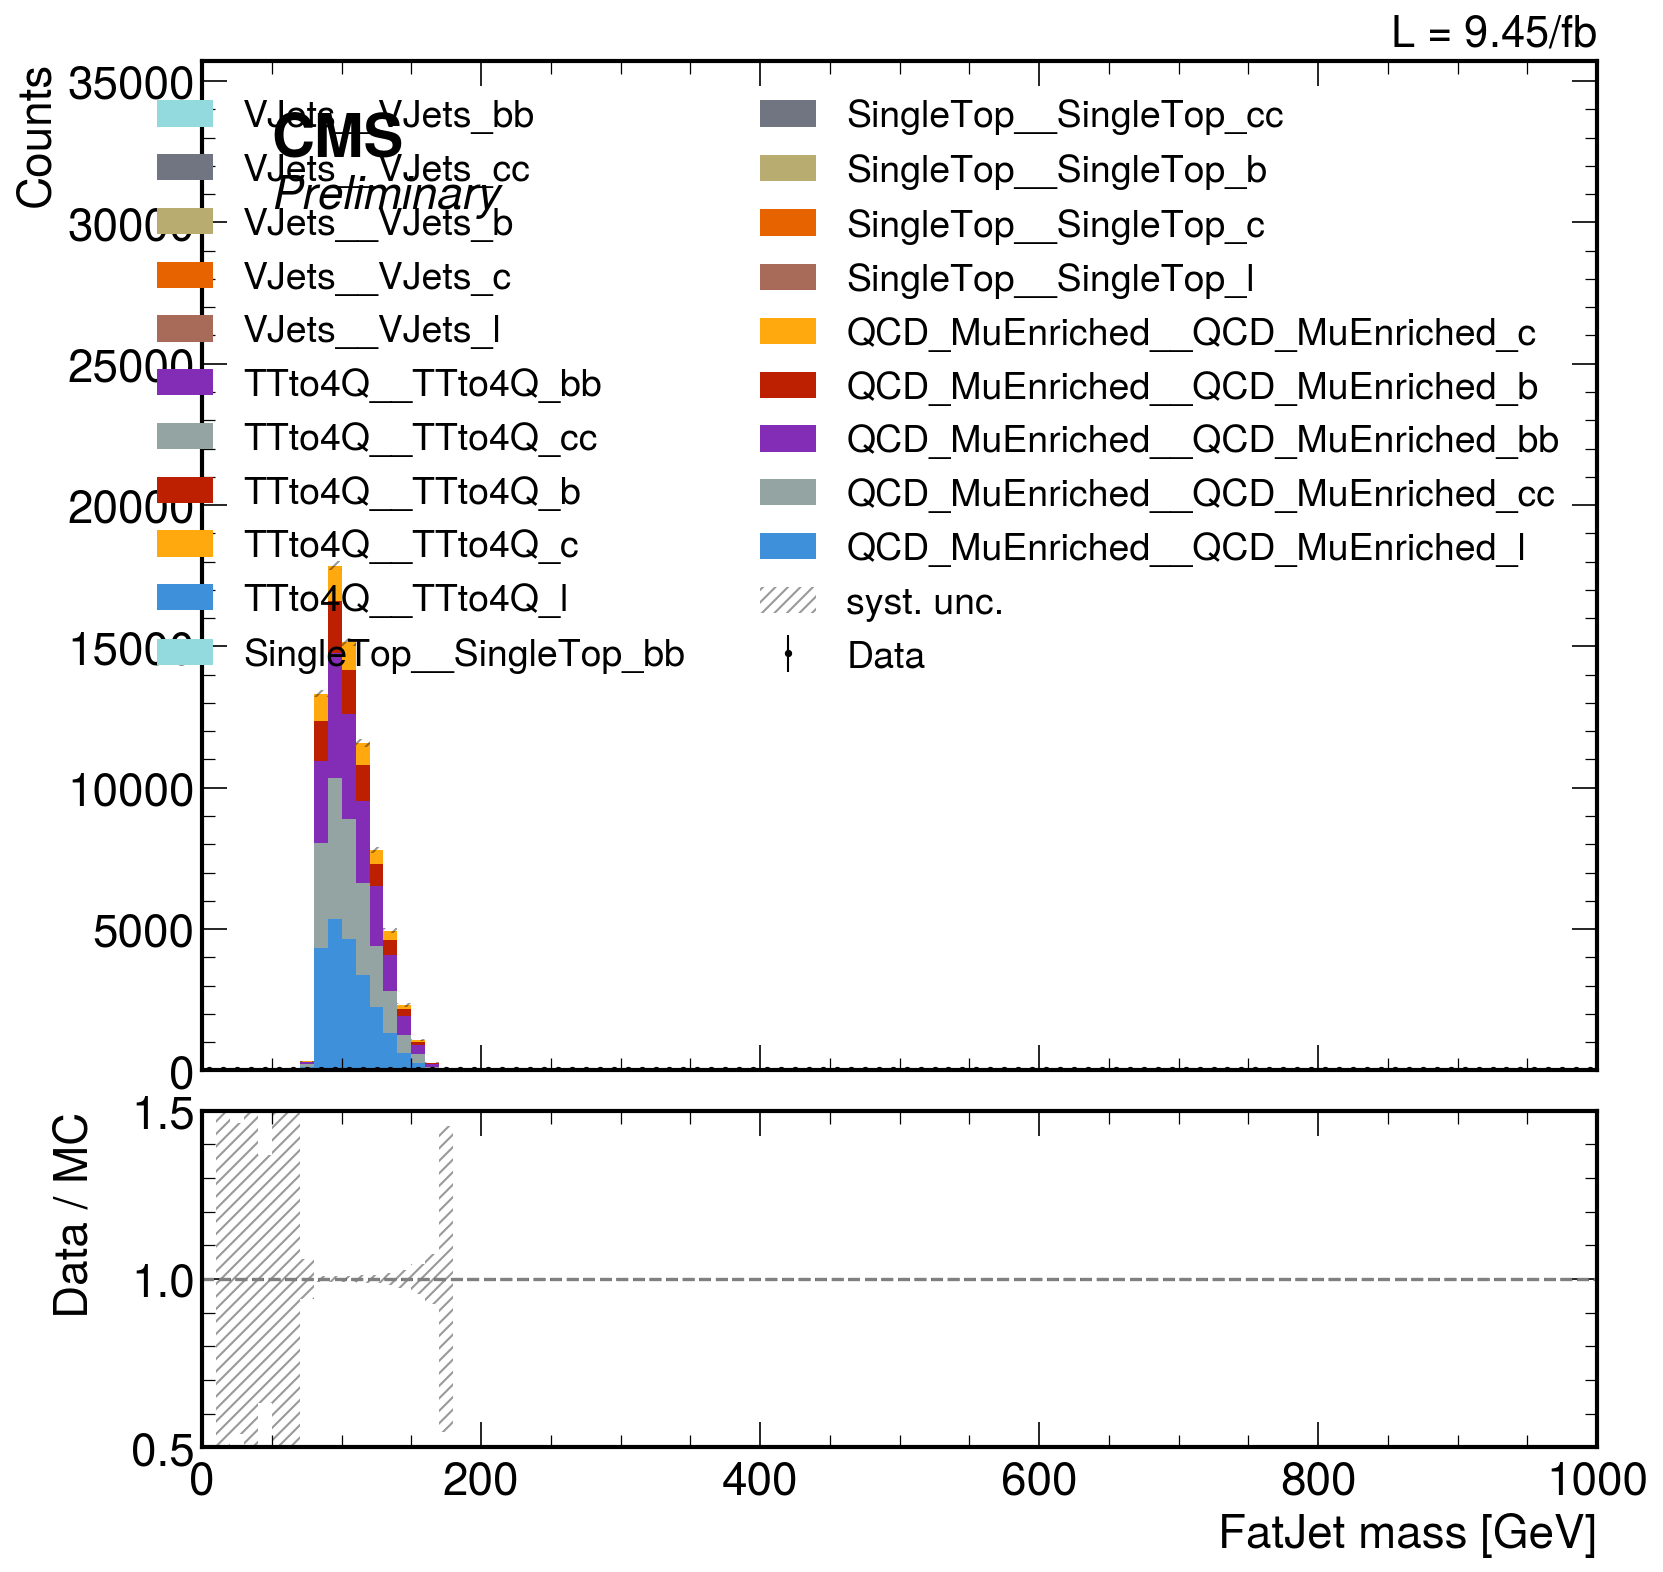 L = 9.45/fb
Counts
35000
30000
25000
20000
15000
10000
5000
0
CMS
Preliminary
VJets__VJets_bb
VJets__VJets_cc
VJets__VJets_b
VJets__VJets_c
VJets__VJets_l
TTto4Q__TTto4Q_bb
TTto4Q__TTto4Q_cc
TTto4Q__TTto4Q_b
TTto4Q__TTto4Q_c
TTto4Q__TTto4Q_l
SingleTop__SingleTop_bb
SingleTop__SingleTop_cc
SingleTop__SingleTop_b
SingleTop__SingleTop_c
SingleTop__SingleTop_l
QCD_MuEnriched__QCD_MuEnriched_c
QCD_MuEnriched__QCD_MuEnriched_b
QCD_MuEnriched__QCD_MuEnriched_bb
QCD_MuEnriched__QCD_MuEnriched_cc
QCD_MuEnriched__QCD_MuEnriched_l
syst. unc.
Data
Data / MC
1.5
1.0
0.5
0 200 400 600 800 1000
FatJet mass [GeV]